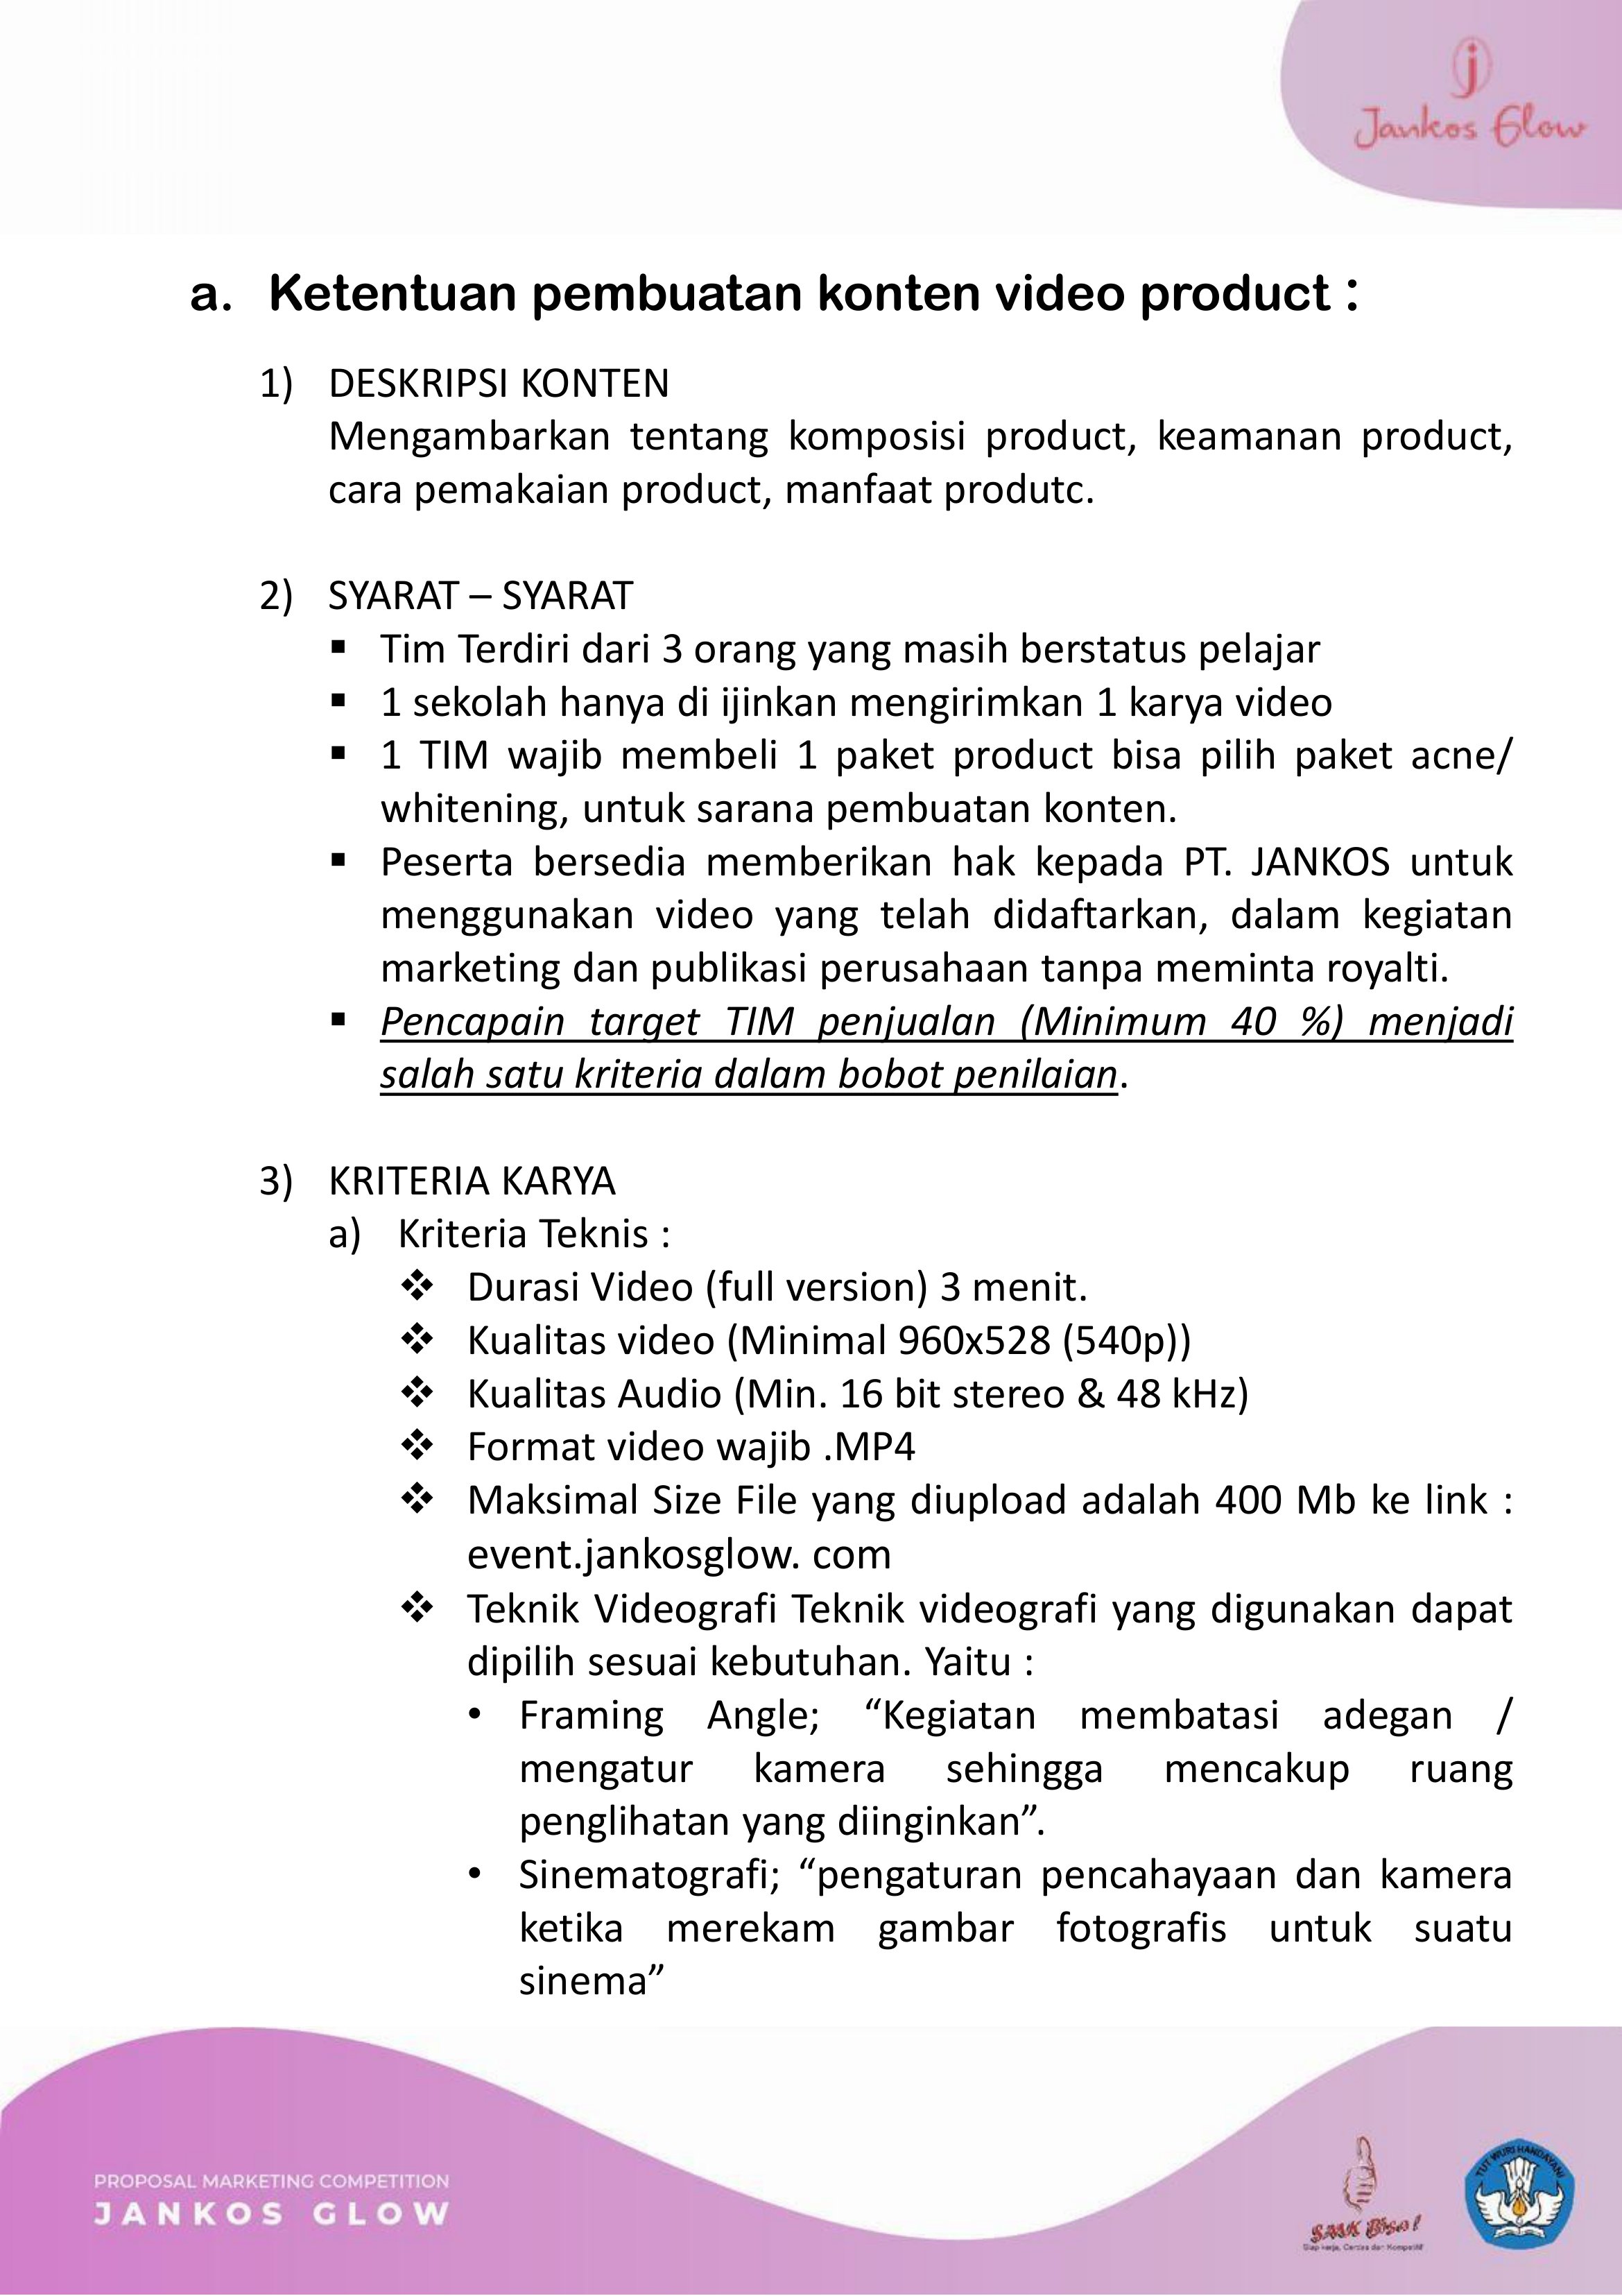 j
Jankos Glow
a. Ketentuan pembuatan konten video product :
1) DESKRIPSI KONTEN
Mengambarkan tentang komposisi product, keamanan product,
cara pemakaian product, manfaat produtc.
2) SYARAT – SYARAT
▪ Tim Terdiri dari 3 orang yang masih berstatus pelajar
▪ 1 sekolah hanya di ijinkan mengirimkan 1 karya video
▪ 1 TIM wajib membeli 1 paket product bisa pilih paket acne/
whitening, untuk sarana pembuatan konten.
▪ Peserta bersedia memberikan hak kepada PT. JANKOS untuk
menggunakan video yang telah didaftarkan, dalam kegiatan
marketing dan publikasi perusahaan tanpa meminta royalti.
▪ Pencapain target TIM penjualan (Minimum 40 %) menjadi
salah satu kriteria dalam bobot penilaian.
3) KRITERIA KARYA
a) Kriteria Teknis :
❖ Durasi Video (full version) 3 menit.
❖ Kualitas video (Minimal 960x528 (540p))
❖ Kualitas Audio (Min. 16 bit stereo & 48 kHz)
❖ Format video wajib .MP4
❖ Maksimal Size File yang diupload adalah 400 Mb ke link :
event.jankosglow. com
❖ Teknik Videografi Teknik videografi yang digunakan dapat
dipilih sesuai kebutuhan. Yaitu :
• Framing Angle; “Kegiatan membatasi adegan /
mengatur kamera sehingga mencakup ruang
penglihatan yang diinginkan”.
• Sinematografi; “pengaturan pencahayaan dan kamera
ketika merekam gambar fotografis untuk suatu
sinema”
PROPOSAL MARKETING COMPETITION
JANKOS GLOW
SMK Bisa!
Siap kerja, Cerdas dan Kompetitif
TUT WURI HANDAYANI